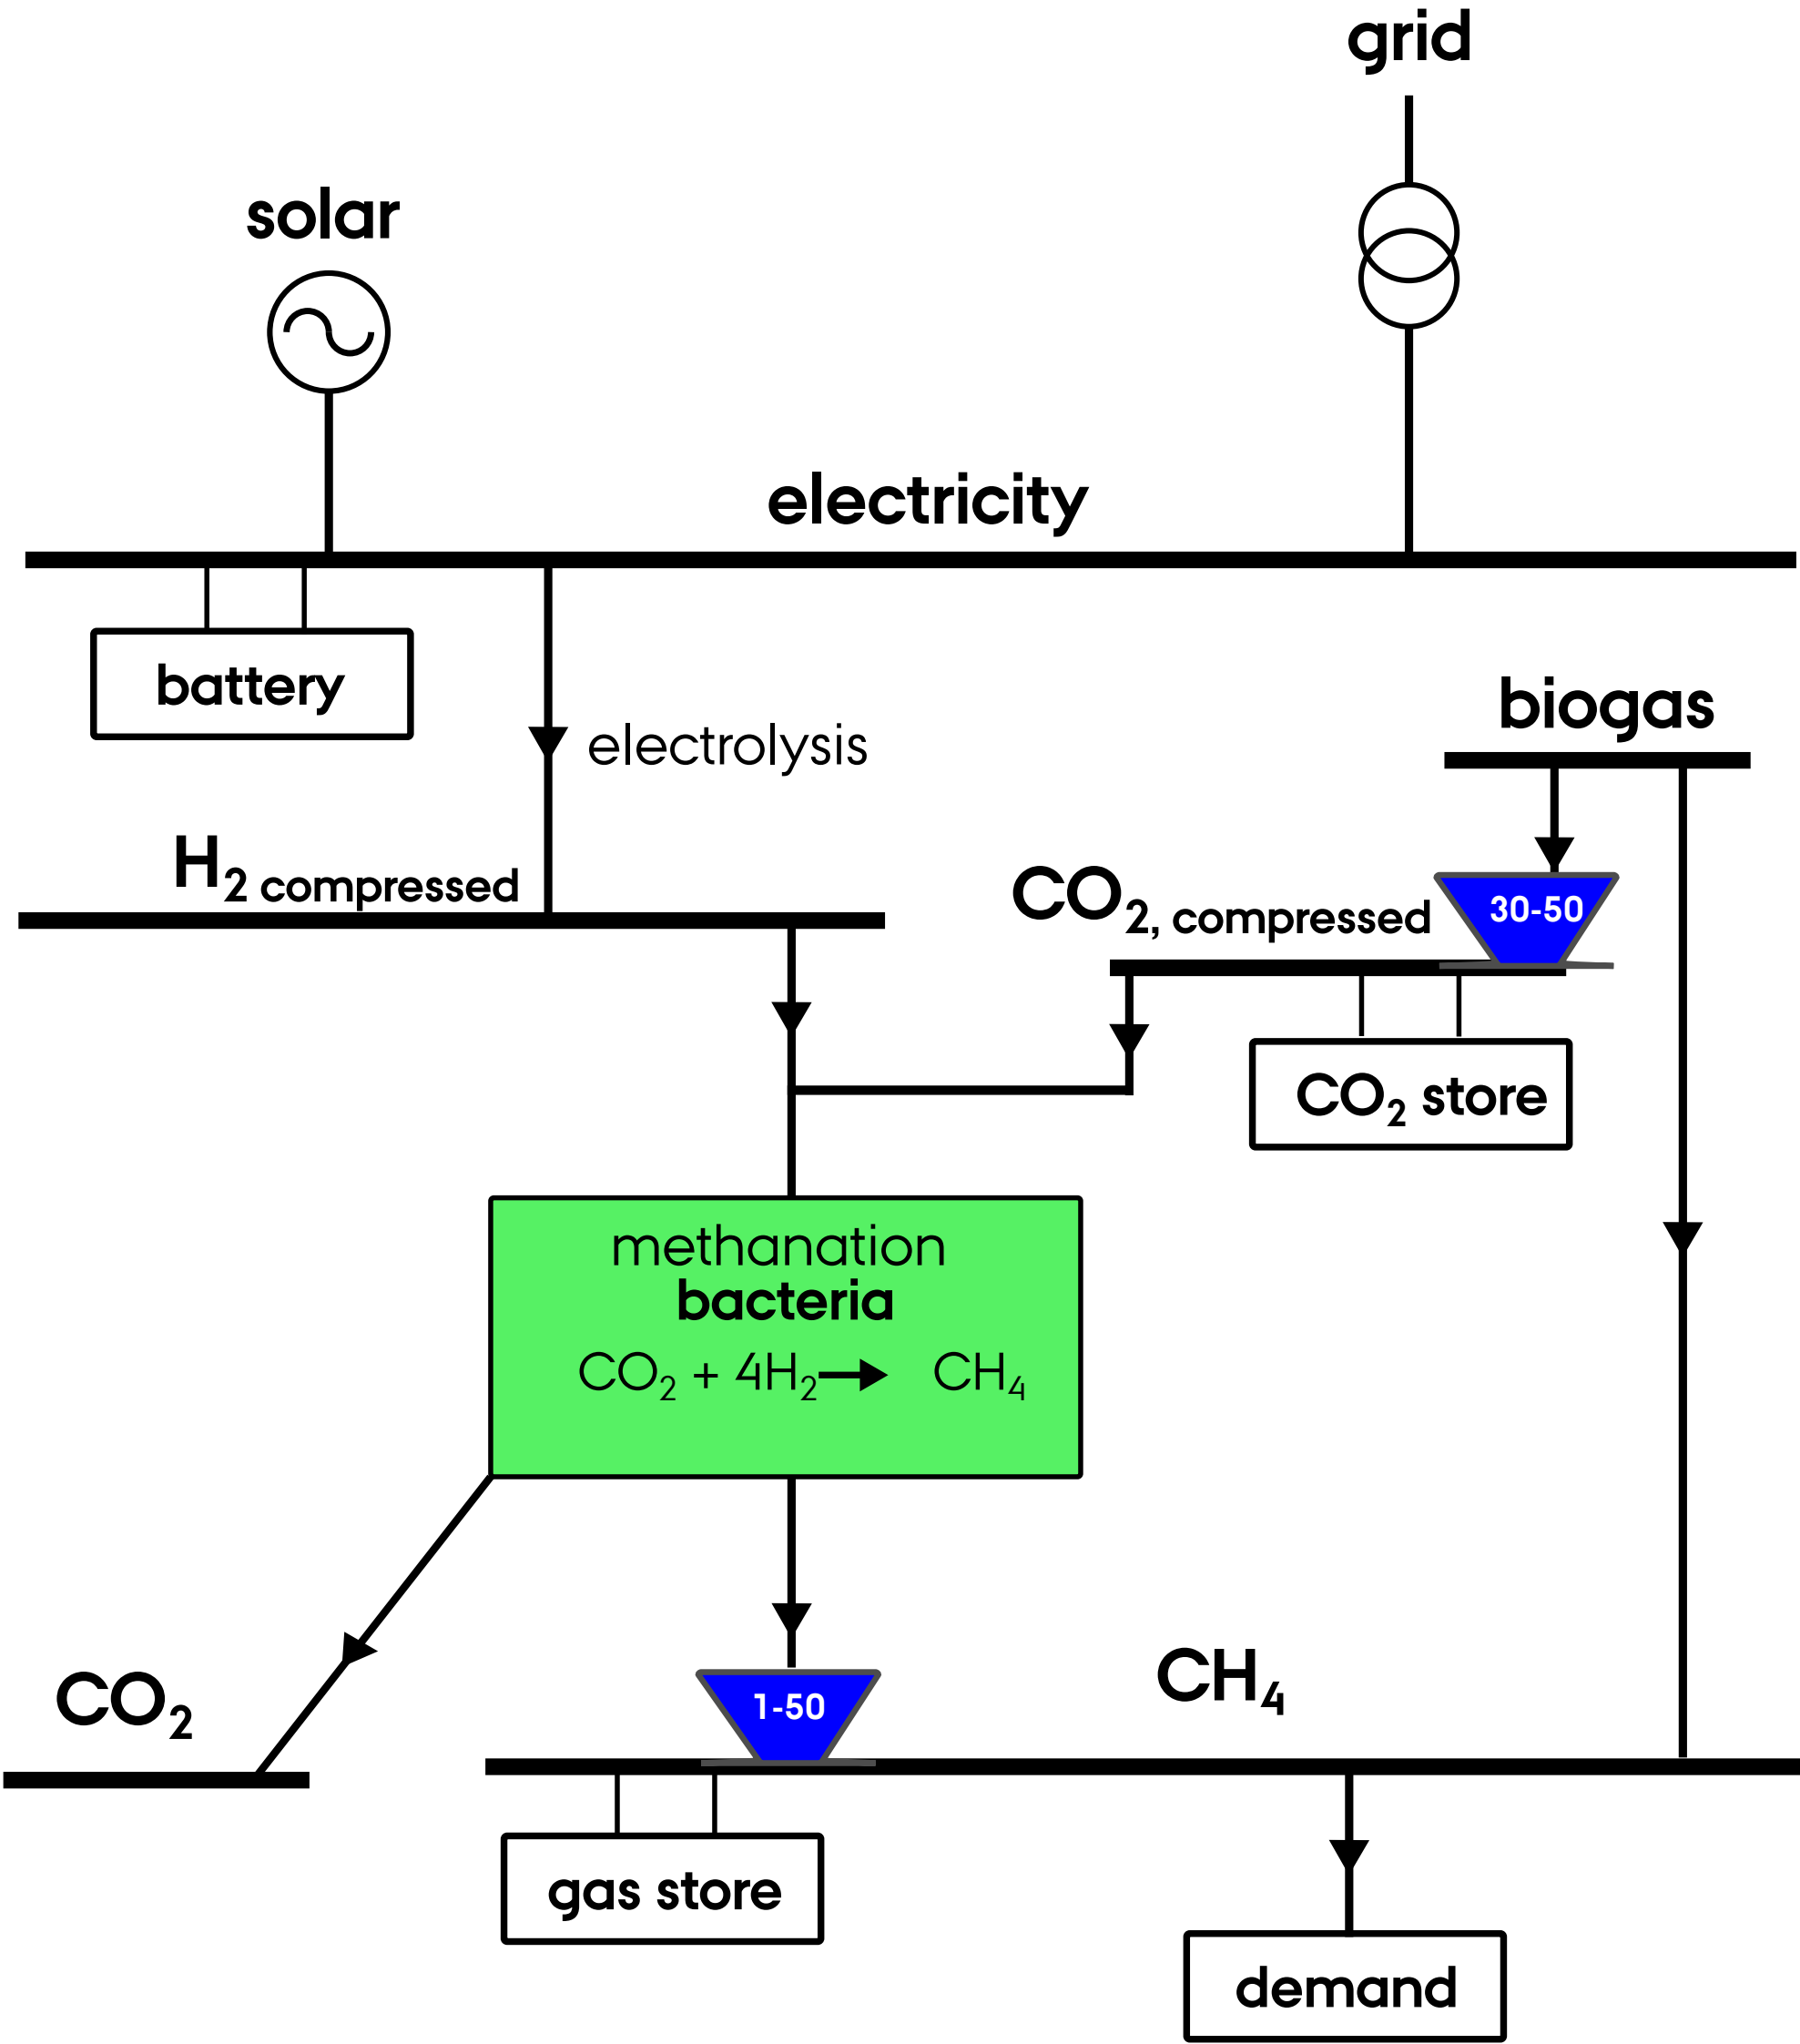 grid
solar
electricity
battery
biogas
electrolysis
H2 compressed
CO2, compressed
30-50
CO2 store
methanation
bacteria
CO2 + 4H2 → CH4
CO2
1-50
CH4
gas store
demand